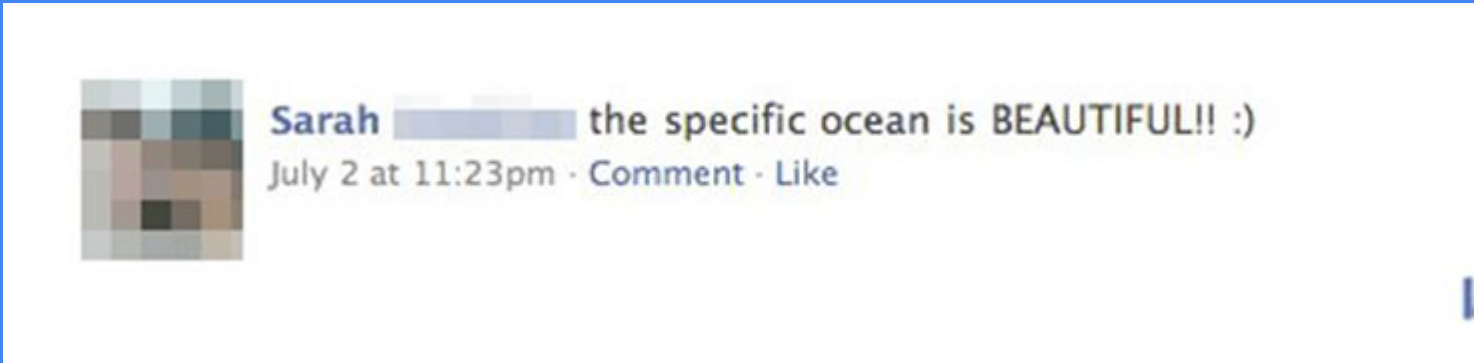 Sarah the specific ocean is BEAUTIFUL!! :)
July 2 at 11:23pm · Comment · Like